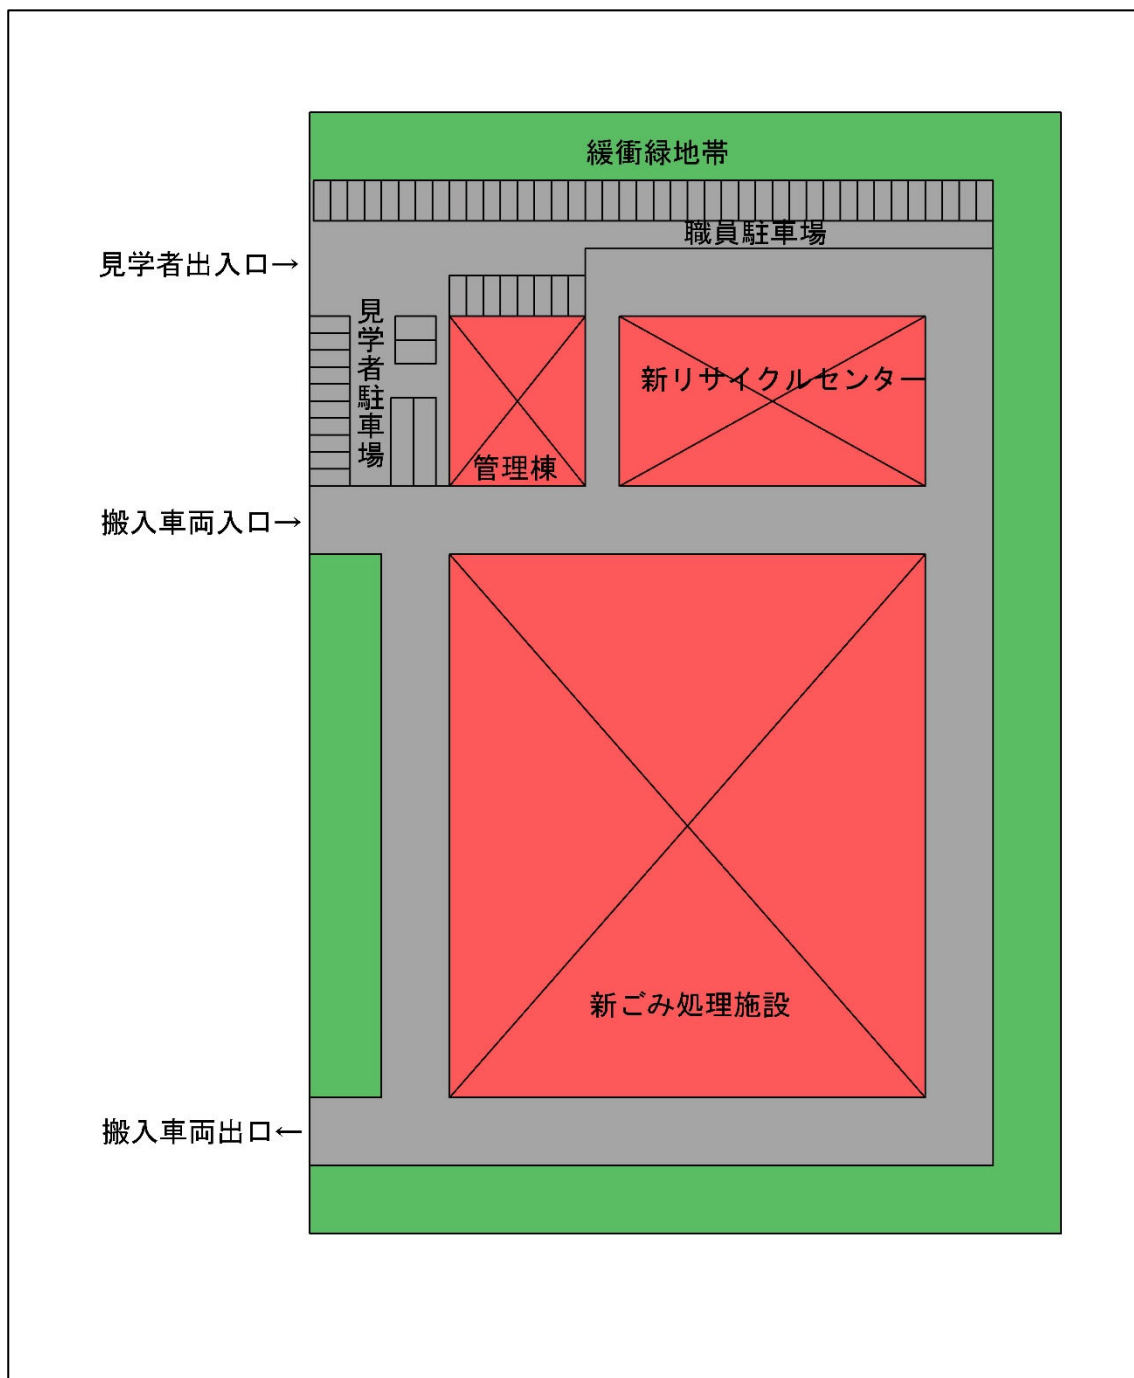 緩衝緑地帯
職員駐車場
見学者出入口→
見学者駐車場
新リサイクルセンター
管理棟
搬入車両入口→
新ごみ処理施設
搬入車両出口←